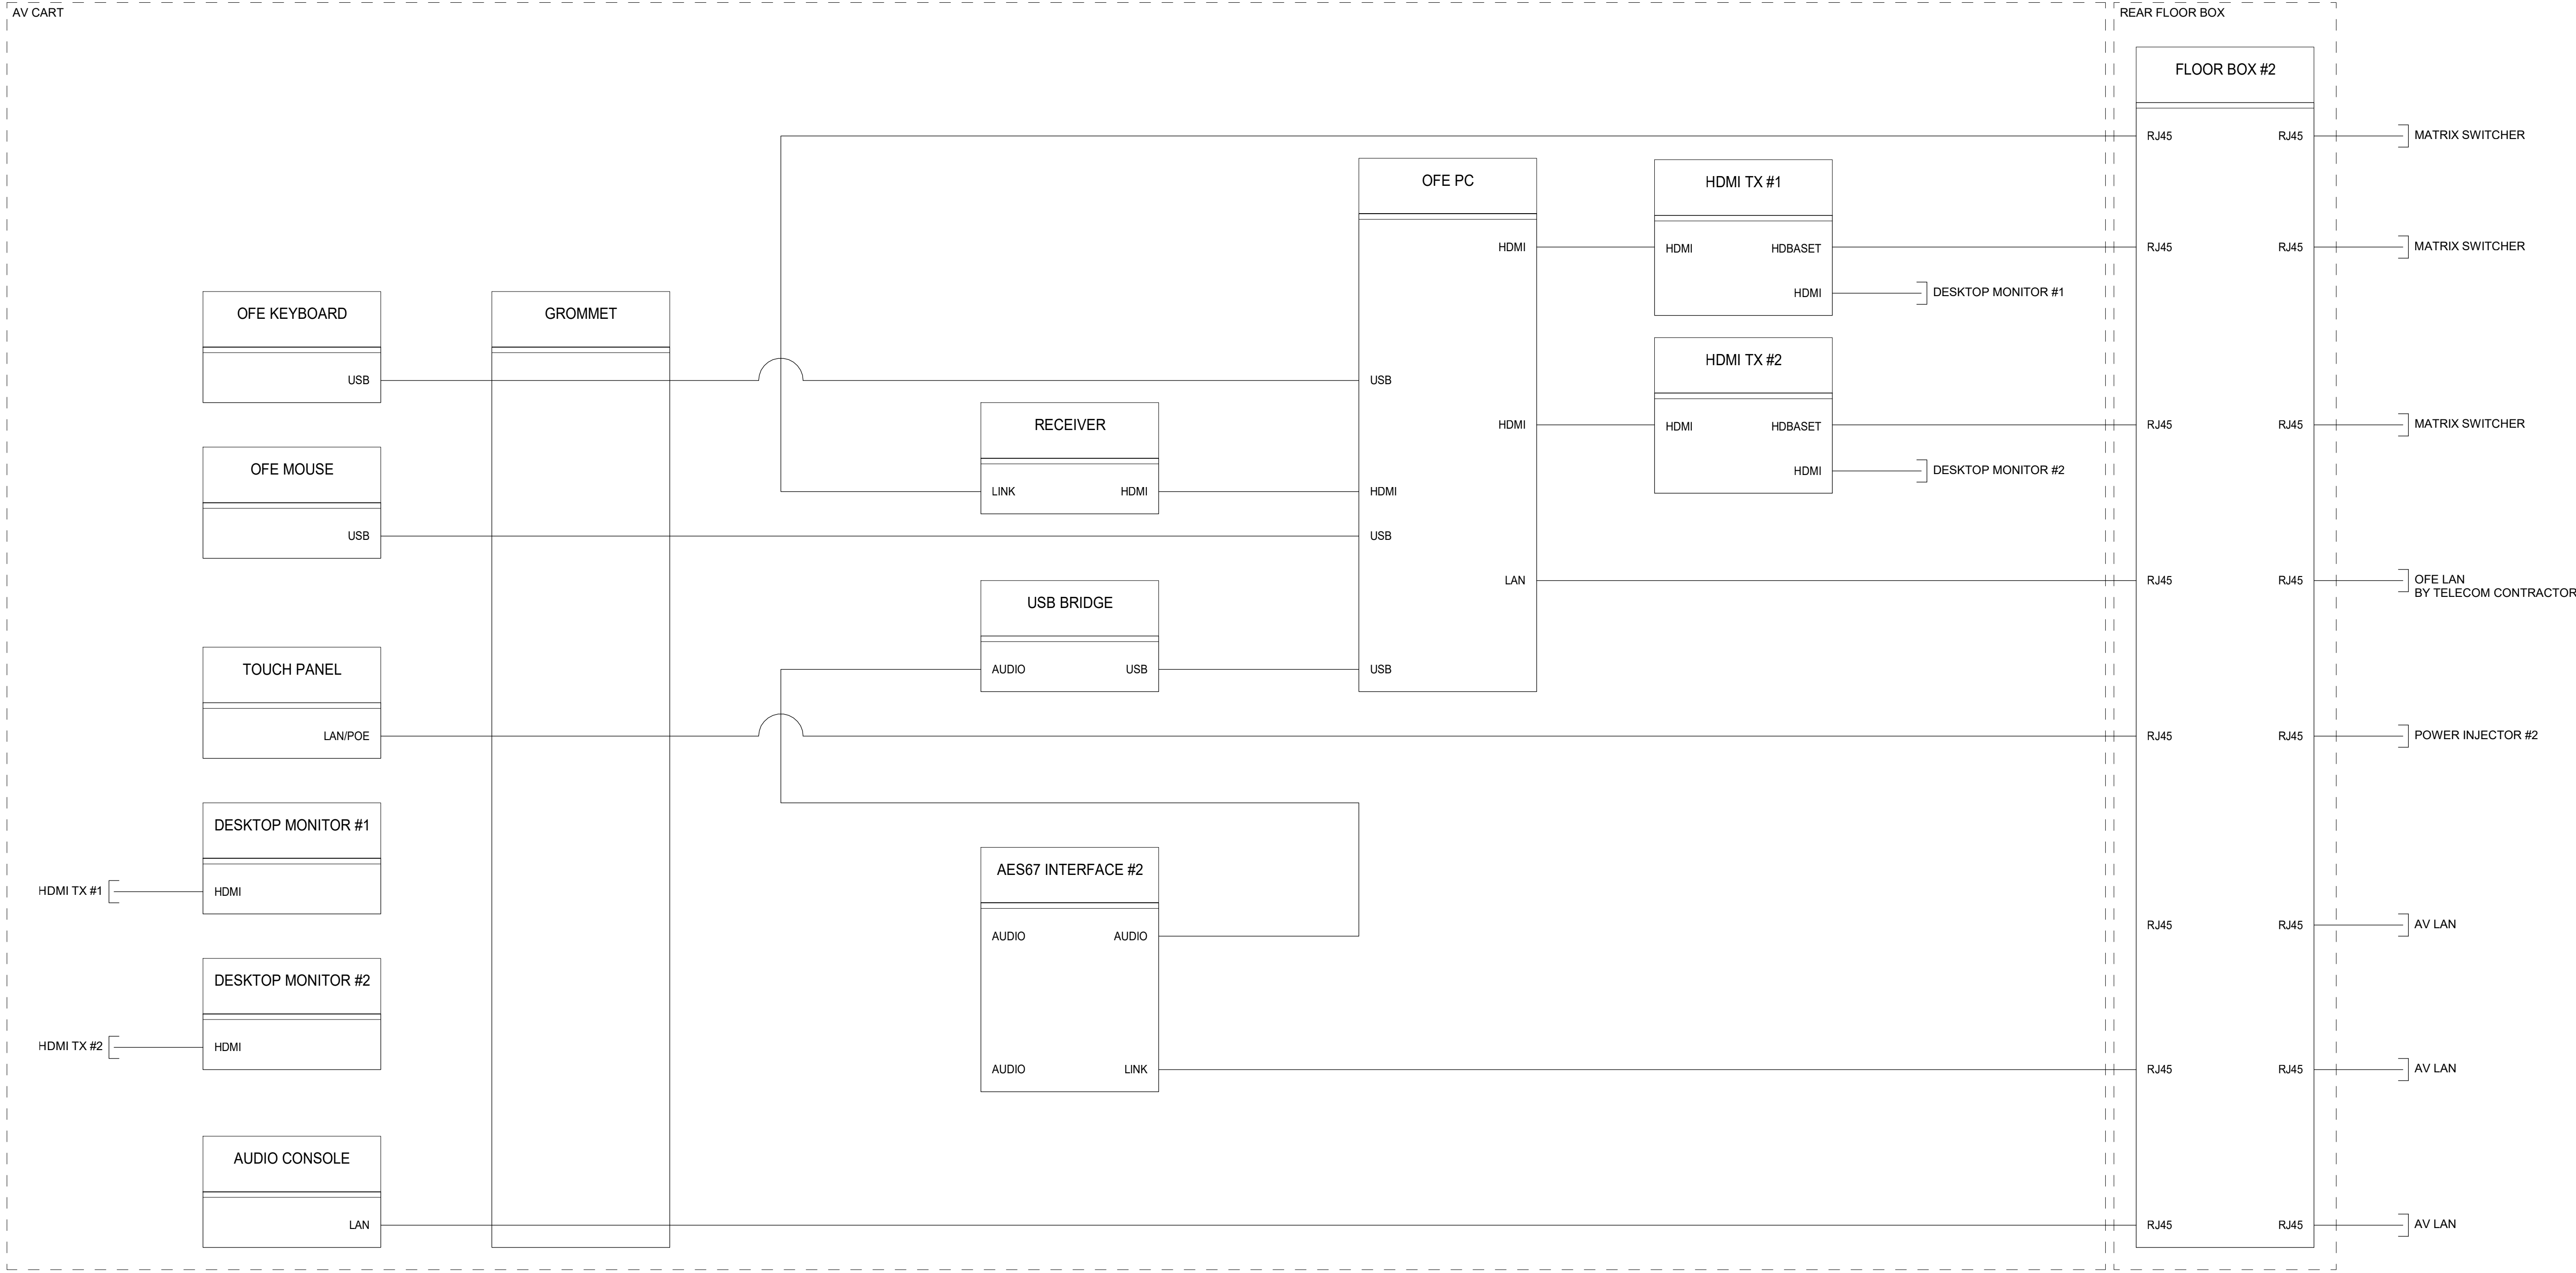 AV CART
REAR FLOOR BOX
FLOOR BOX #2
RJ45 RJ45 MATRIX SWITCHER
RJ45 RJ45 MATRIX SWITCHER
RJ45 RJ45 MATRIX SWITCHER
RJ45 RJ45 OFE LAN
BY TELECOM CONTRACTOR
RJ45 RJ45 POWER INJECTOR #2
RJ45 RJ45 AV LAN
RJ45 RJ45 AV LAN
RJ45 RJ45 AV LAN
OFE PC
HDMI
USB
HDMI
HDMI
USB
LAN
USB
HDMI TX #1
HDMI HDBASET
HDMI
DESKTOP MONITOR #1
HDMI TX #2
HDMI HDBASET
HDMI
DESKTOP MONITOR #2
OFE KEYBOARD
USB
GROMMET
RECEIVER
LINK HDMI
OFE MOUSE
USB
USB BRIDGE
AUDIO USB
TOUCH PANEL
LAN/POE
DESKTOP MONITOR #1
HDMI TX #1
HDMI
AES67 INTERFACE #2
AUDIO AUDIO
AUDIO LINK
DESKTOP MONITOR #2
HDMI TX #2
HDMI
AUDIO CONSOLE
LAN